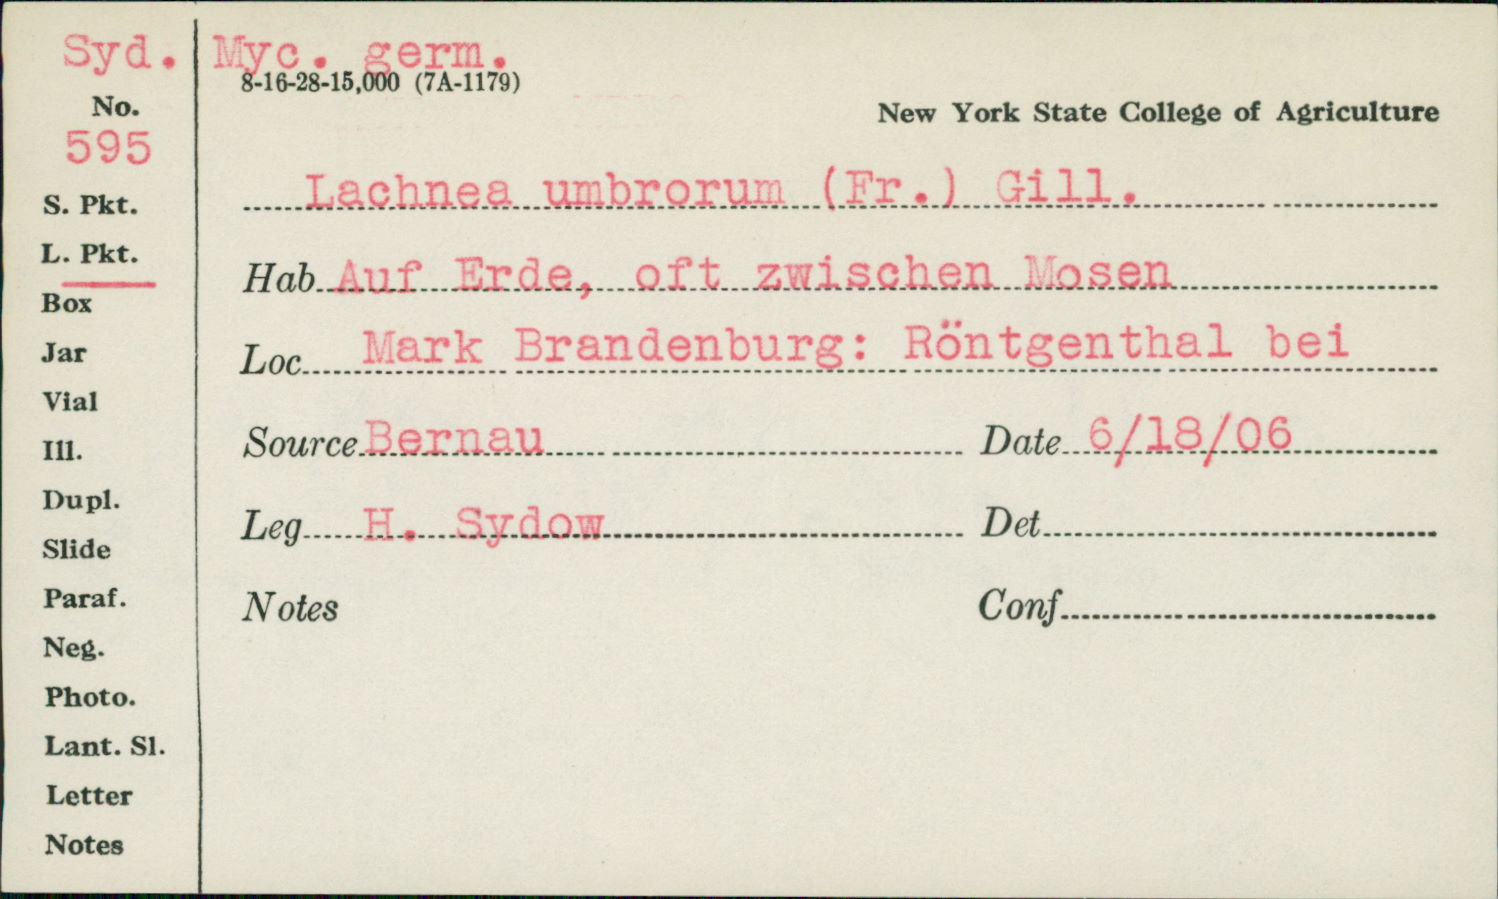 Syd. Myc. germ.
8-16-28-15,000 (7A-1179)
No.
New York State College of Agriculture
595
Lachnea umbrorum (Fr.) Gill.
S. Pkt.
L. Pkt.
Hab Auf Erde, oft zwischen Mosen
Box
Jar
Loc Mark Brandenburg: Röntgenthal bei
Vial
Ill.
Source Bernau Date 6/18/06
Dupl.
Leg H. Sydow Det
Slide
Paraf.
Notes Conf
Neg.
Photo.
Lant. Sl.
Letter
Notes